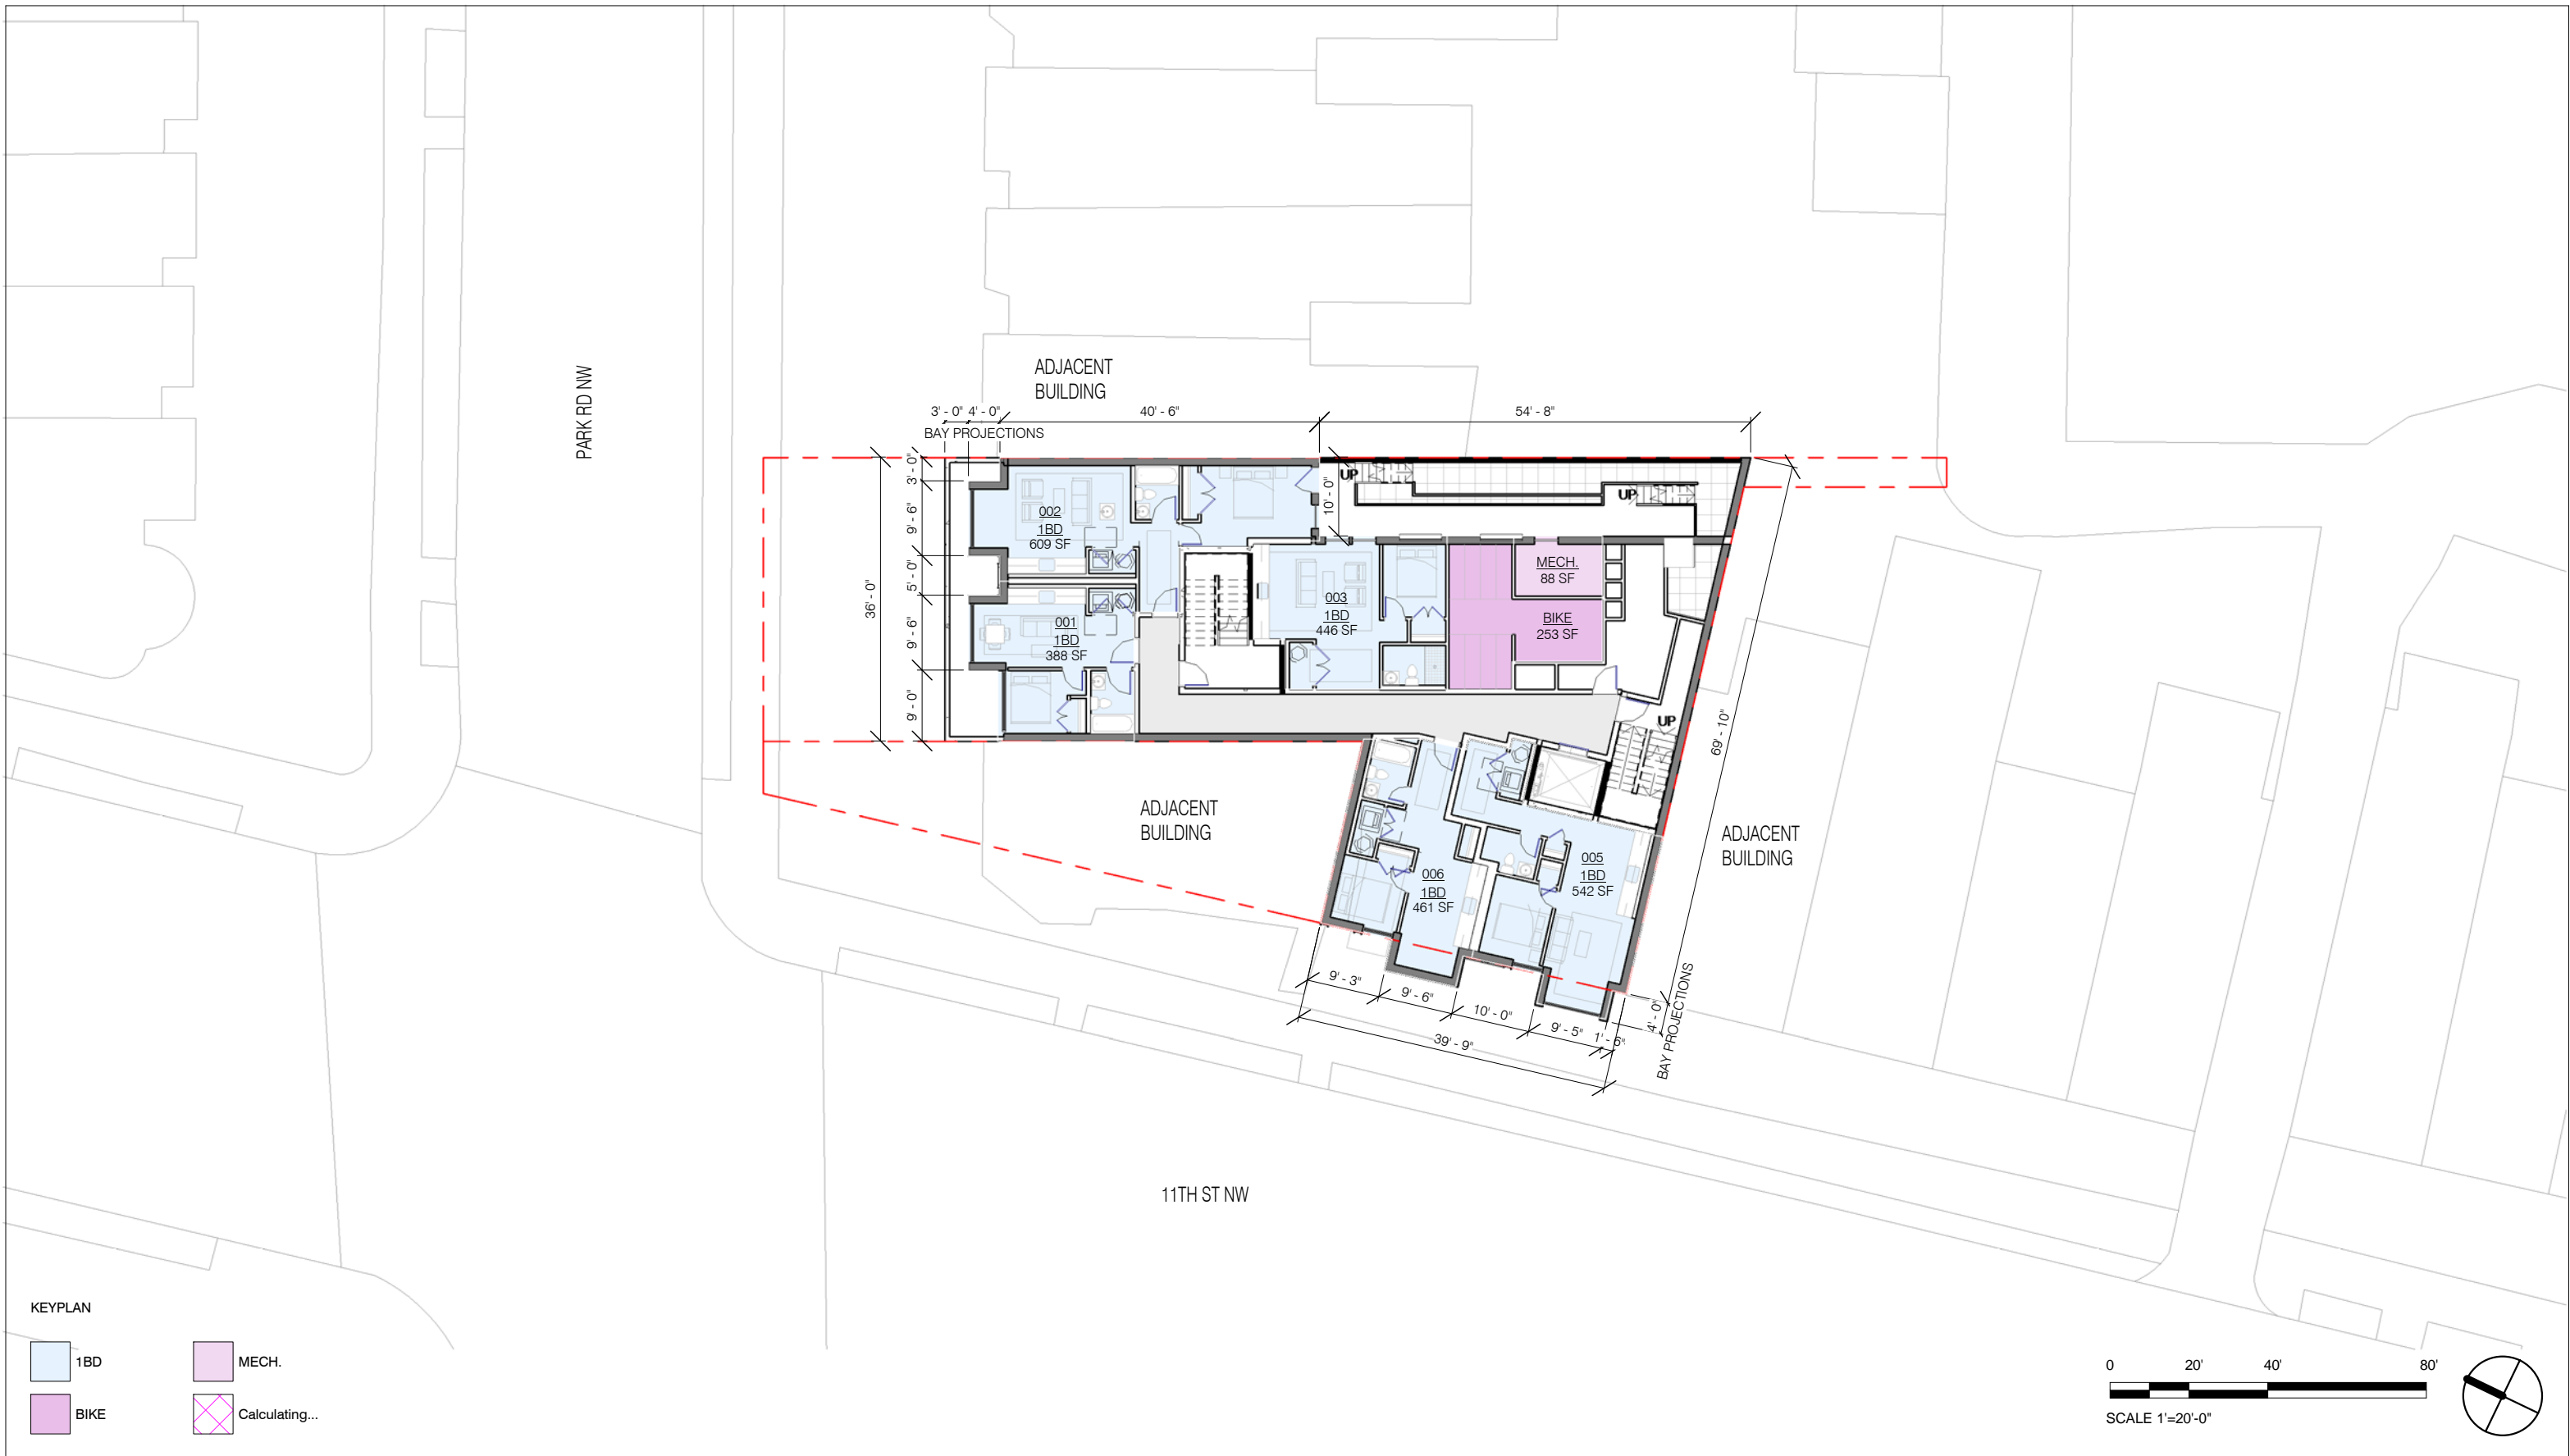 PARK RD NW
ADJACENT
BUILDING
3' - 0" 4' - 0"
40' - 6"
54' - 8"
BAY PROJECTIONS
36' - 0"
3' - 0"
9' - 6"
5' - 0"
9' - 6"
9' - 0"
10' - 0"
UP
UP
002
1BD
609 SF
001
1BD
388 SF
003
1BD
446 SF
MECH.
88 SF
BIKE
253 SF
UP
69' - 10"
ADJACENT
BUILDING
ADJACENT
BUILDING
006
1BD
461 SF
005
1BD
542 SF
9' - 3"
9' - 6"
10' - 0"
9' - 5"
1' - 6"
39' - 9"
4' - 0"
BAY PROJECTIONS
11TH ST NW
KEYPLAN
1BD
MECH.
BIKE
Calculating...
0 20' 40' 80'
SCALE 1'=20'-0"